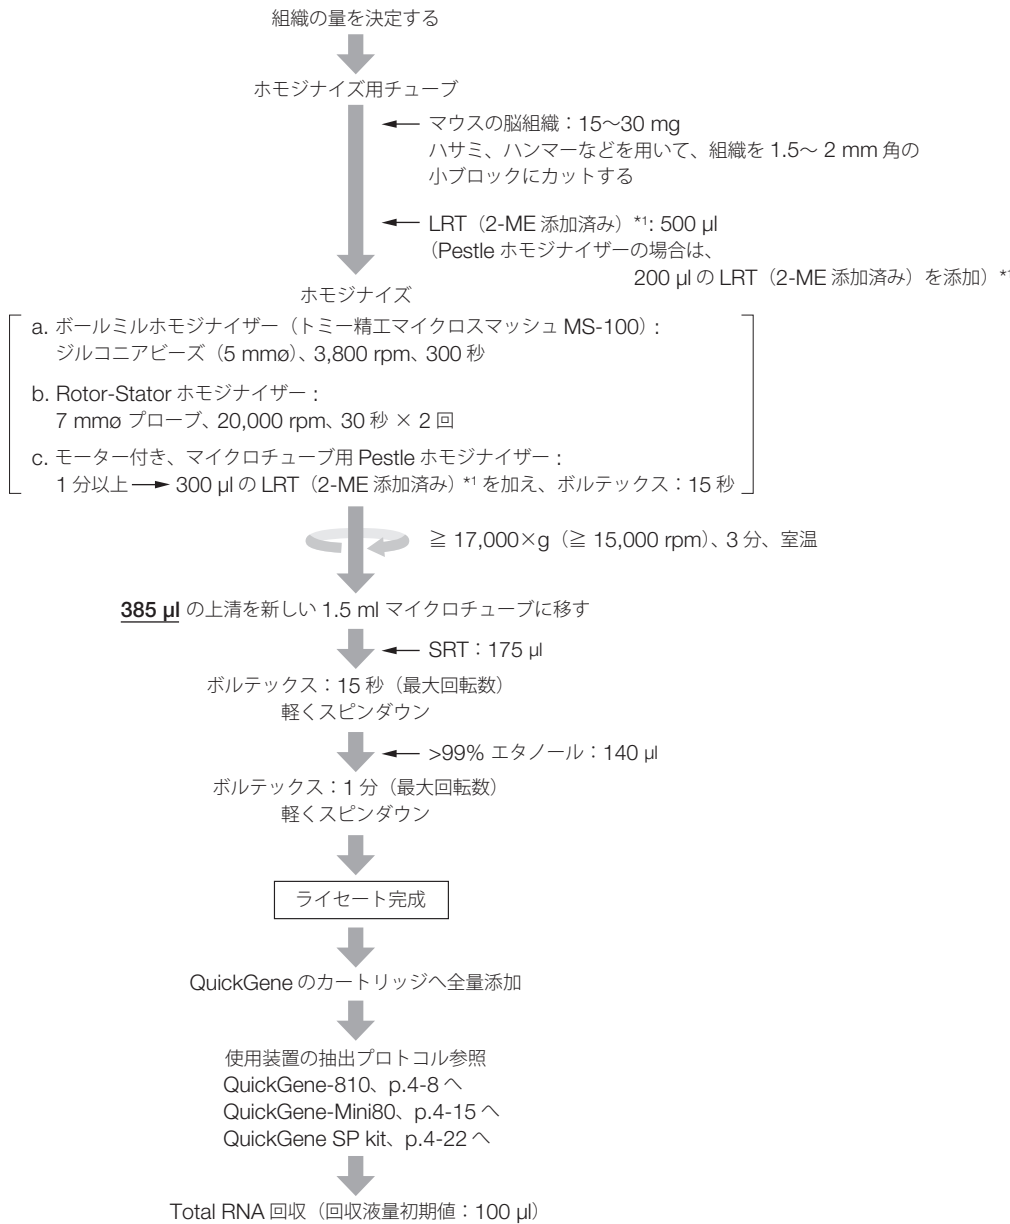 組織の量を決定する
ホモジナイズ用チューブ
マウスの脳組織：15～30 mg
ハサミ、ハンマーなどを用いて、組織を 1.5～ 2 mm 角の
小ブロックにカットする
LRT（2-ME 添加済み）*1: 500 µl
（Pestle ホモジナイザーの場合は、
200 µl の LRT（2-ME 添加済み）を添加）*1
ホモジナイズ
a. ボールミルホモジナイザー（トミー精工マイクロスマッシュ MS-100）:
ジルコニアビーズ（5 mmø）、3,800 rpm、300 秒
b. Rotor-Stator ホモジナイザー :
7 mmø プローブ、20,000 rpm、30 秒 × 2 回
c. モーター付き、マイクロチューブ用 Pestle ホモジナイザー :
1 分以上 → 300 µl の LRT（2-ME 添加済み）*1 を加え、ボルテックス：15 秒
≧ 17,000×g（≧ 15,000 rpm）、3 分、室温
385 µl の上清を新しい 1.5 ml マイクロチューブに移す
SRT：175 µl
ボルテックス：15 秒（最大回転数）
軽くスピンダウン
>99% エタノール：140 µl
ボルテックス：1 分（最大回転数）
軽くスピンダウン
ライセート完成
QuickGene のカートリッジへ全量添加
使用装置の抽出プロトコル参照
QuickGene-810、p.4-8 へ
QuickGene-Mini80、p.4-15 へ
QuickGene SP kit、p.4-22 へ
Total RNA 回収（回収液量初期値：100 µl）